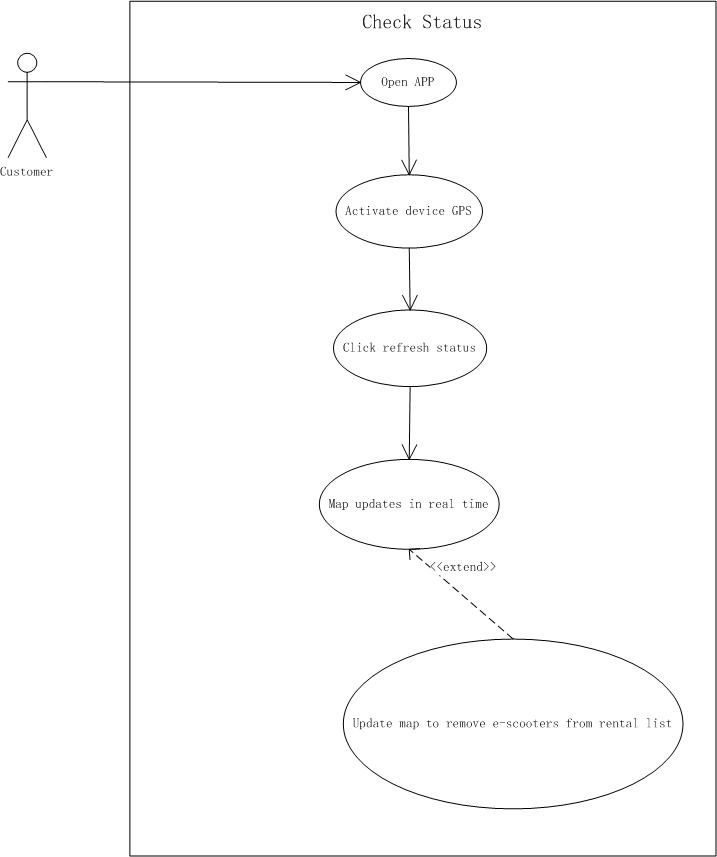 Check Status
Open APP
Customer
Activate device GPS
Click refresh status
Map updates in real time
<<extend>>
Update map to remove e-scooters from rental list